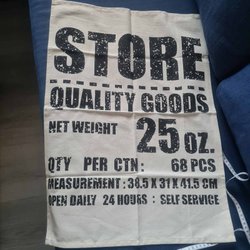 STORE
QUALITY GOODS
NET WEIGHT 25 OZ.
QTY PER CTN: 68 PCS
MEASUREMENT : 38.5 X 31 X 41.5 CM
OPEN DAILY 24 HOURS : SELF SERVICE